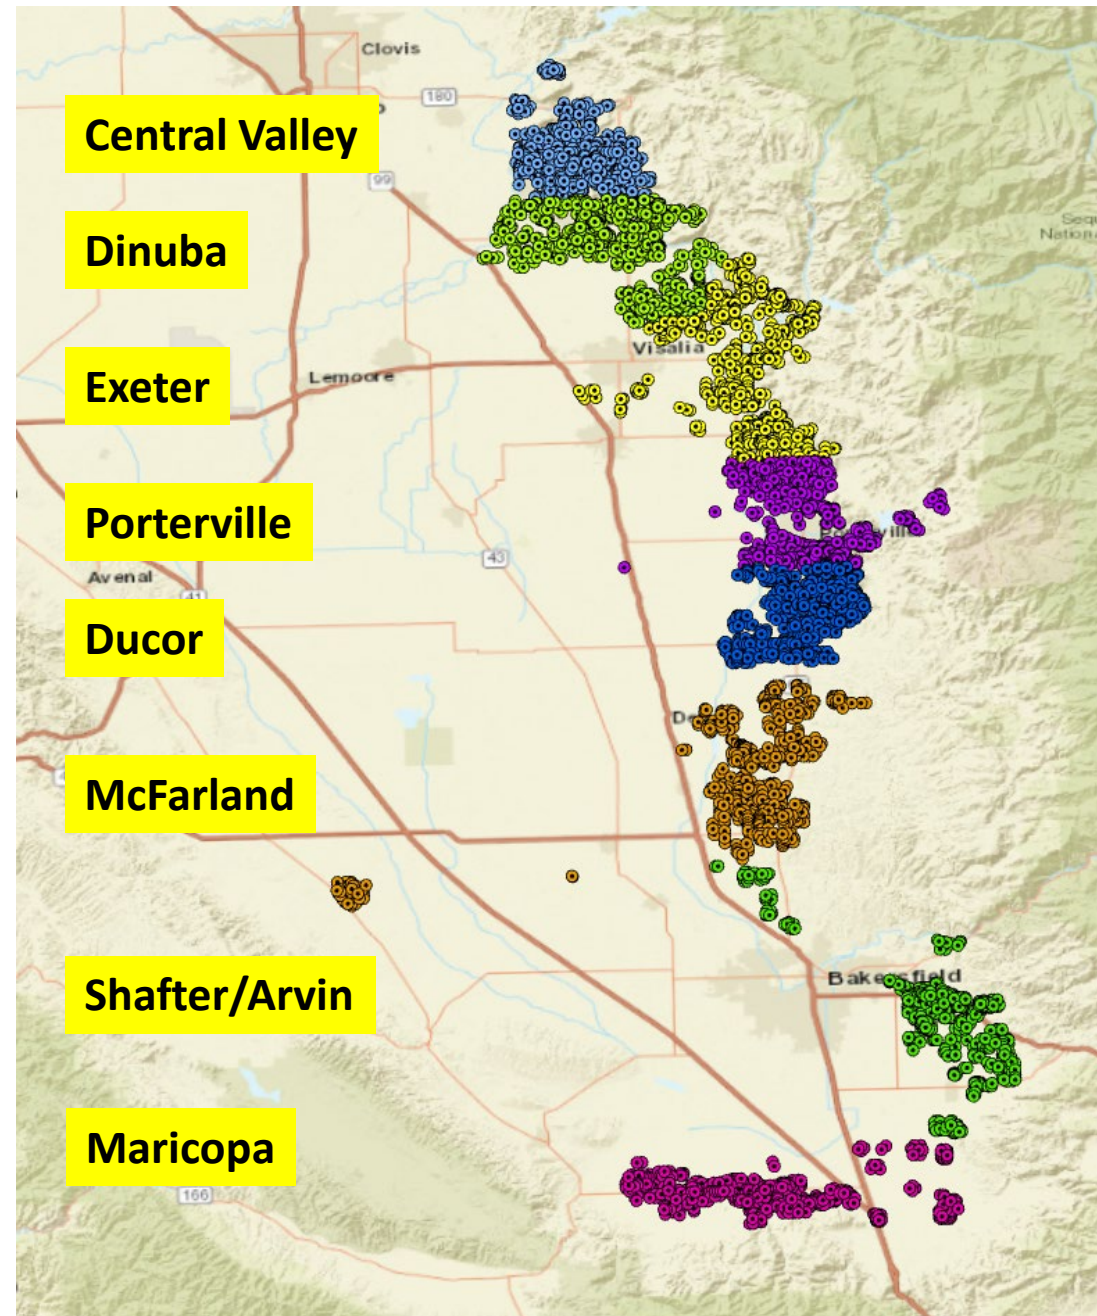 Clovis
180
Central Valley
99
Dinuba
Visalia
Lemoore
Exeter
Porterville
43
Avenal
41
Ducor
McFarland
Shafter/Arvin
Bakersfield
Maricopa
166